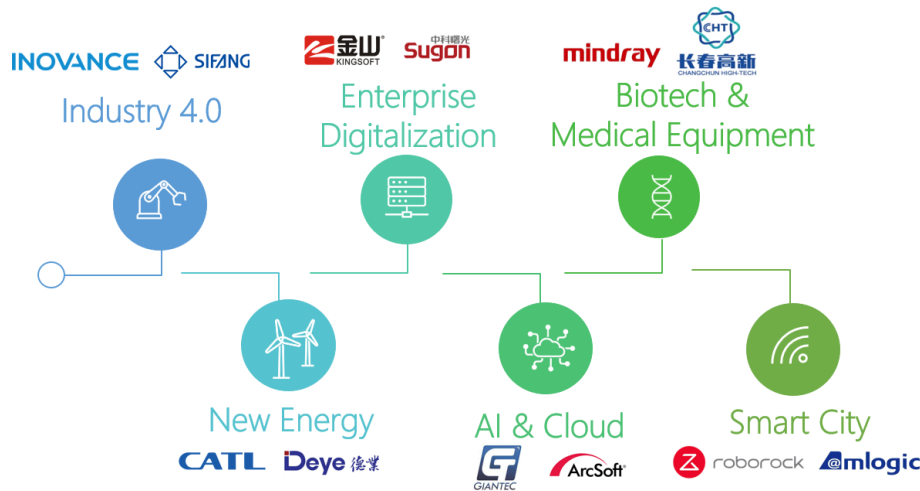 INOVANCE
SIFANG
Industry 4.0
金山
KINGSOFT
中科曙光
Sugon
Enterprise
Digitalization
mindray
CHTI
长春高新
CHANGCHUN HIGH-TECH
Biotech &
Medical Equipment
New Energy
CATL
Deye 德業
AI & Cloud
G
GIANTEC
ArcSoft
Smart City
roborock
@mlogic